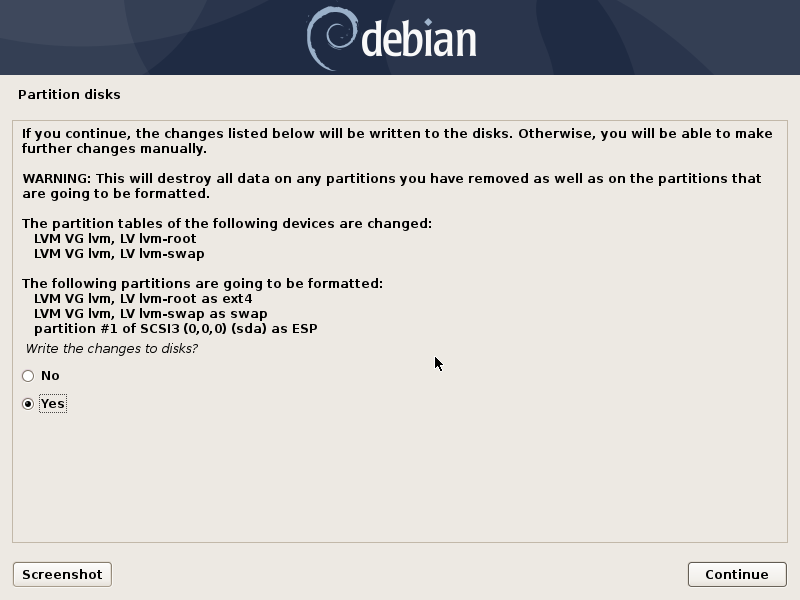 debian
Partition disks
If you continue, the changes listed below will be written to the disks. Otherwise, you will be able to make
further changes manually.
WARNING: This will destroy all data on any partitions you have removed as well as on the partitions that
are going to be formatted.
The partition tables of the following devices are changed:
LVM VG lvm, LV lvm-root
LVM VG lvm, LV lvm-swap
The following partitions are going to be formatted:
LVM VG lvm, LV lvm-root as ext4
LVM VG lvm, LV lvm-swap as swap
partition #1 of SCSI3 (0,0,0) (sda) as ESP
Write the changes to disks?
No
Yes
Screenshot
Continue